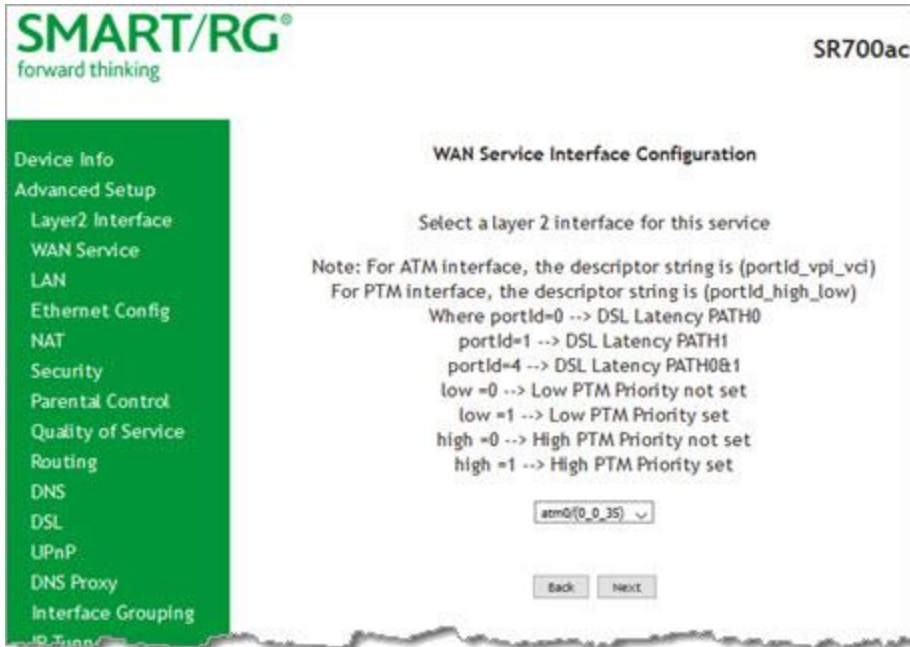 SMART/RG®
forward thinking
SR700ac
Device Info
Advanced Setup
Layer2 Interface
WAN Service
LAN
Ethernet Config
NAT
Security
Parental Control
Quality of Service
Routing
DNS
DSL
UPnP
DNS Proxy
Interface Grouping
WAN Service Interface Configuration
Select a layer 2 interface for this service
Note: For ATM interface, the descriptor string is (portId_vpi_vci)
For PTM interface, the descriptor string is (portId_high_low)
Where portId=0 --> DSL Latency PATH0
portId=1 --> DSL Latency PATH1
portId=4 --> DSL Latency PATH0&1
low =0 --> Low PTM Priority not set
low =1 --> Low PTM Priority set
high =0 --> High PTM Priority not set
high =1 --> High PTM Priority set
atm0/(0_0_35)
Back Next